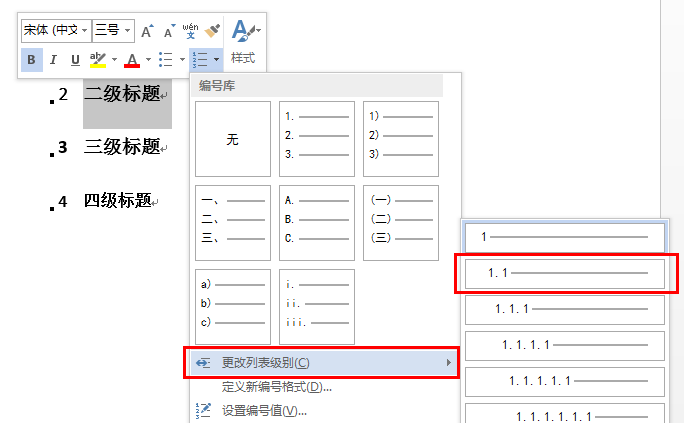 宋体 (中文 三号 A A wén 文 A
B I U aby A 1 2 3 样式
编号库
2 二级标题
无
1.
2.
3.
1)
2)
3)
3 三级标题
4 四级标题
一、
二、
三、
A.
B.
C.
(一)
(二)
(三)
a)
b)
c)
i.
ii.
iii.
更改列表级别(C)
定义新编号格式(D)...
设置编号值(V)...
1
1.1
1.1.1
1.1.1.1
1.1.1.1.1
1.1.1.1.1.1